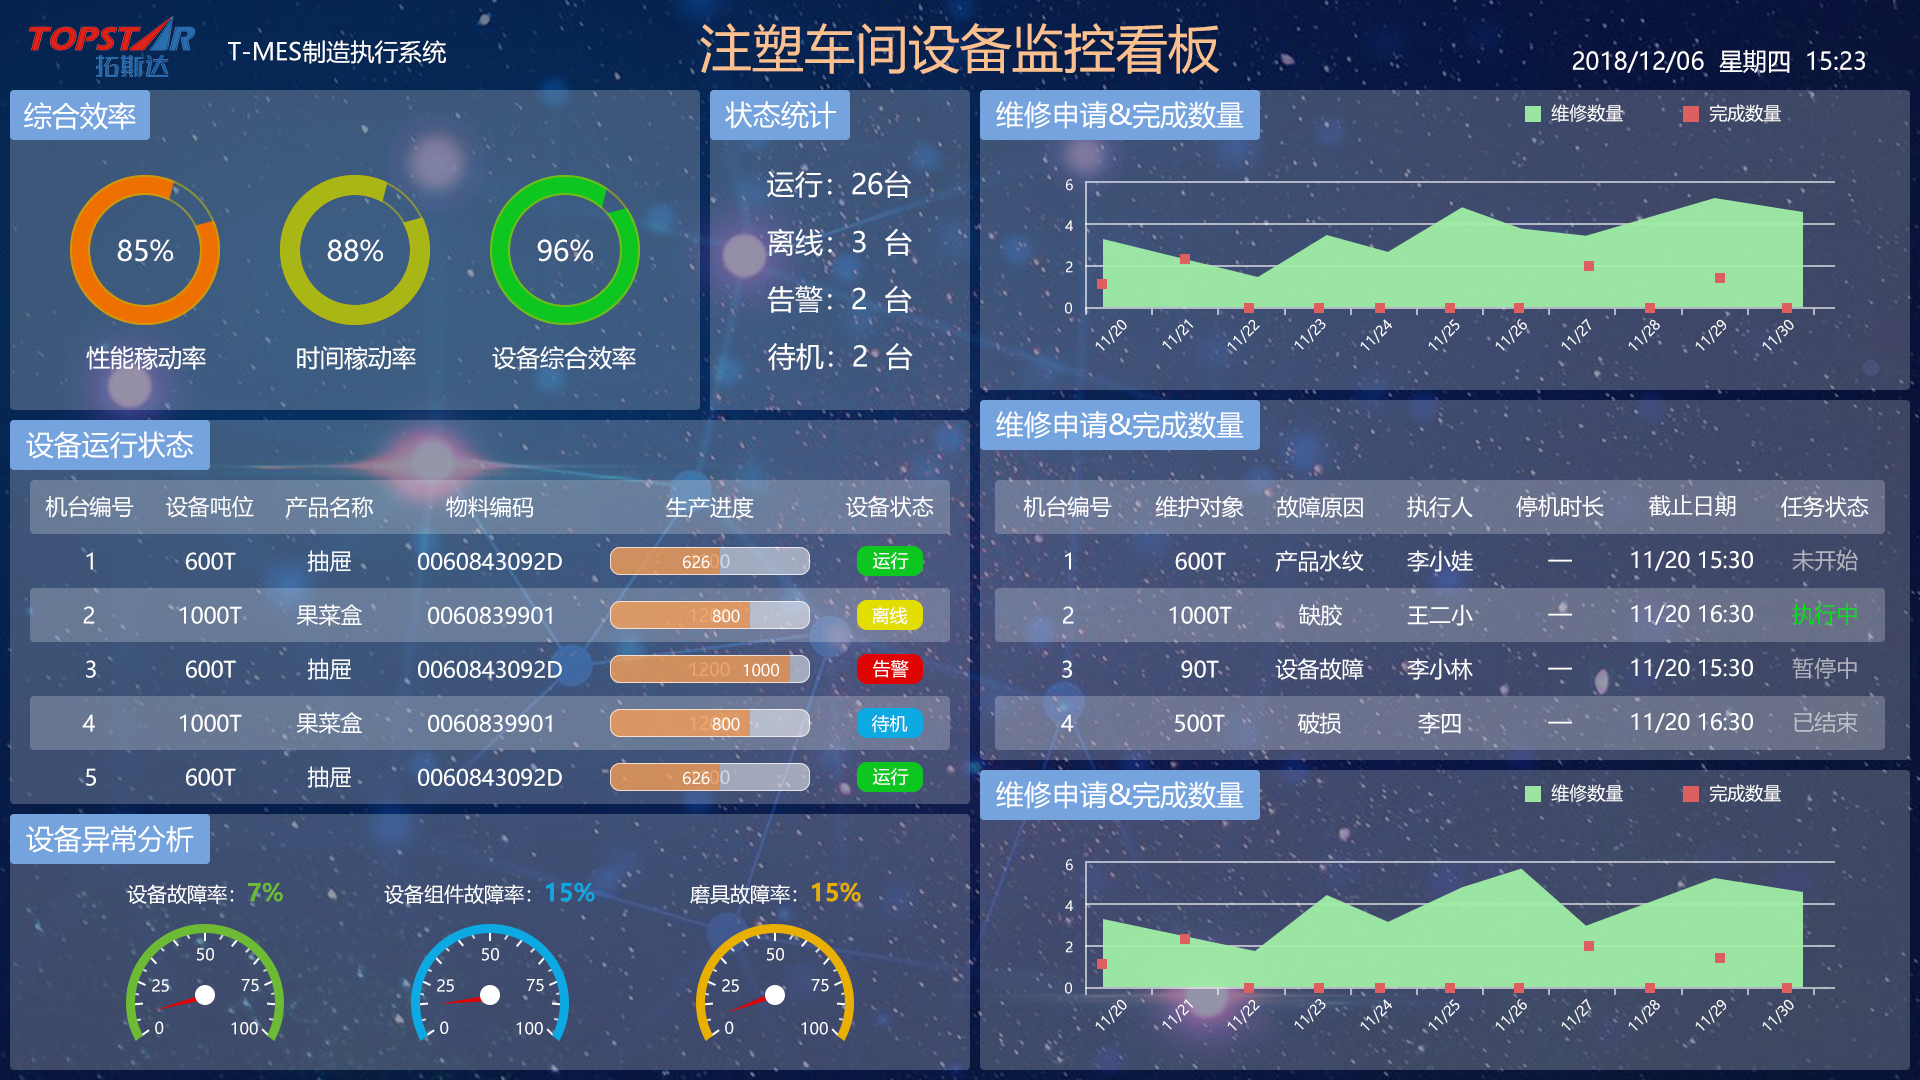 TOPSTAR
拓斯达
T-MES制造执行系统
注塑车间设备监控看板
2018/12/06 星期四 15:23
综合效率
85%
88%
96%
性能稼动率
时间稼动率
设备综合效率
状态统计
运行：26台
离线：3 台
告警：2 台
待机：2 台
维修申请&完成数量
维修数量
完成数量
6
4
2
0
11/20
11/21
11/22
11/23
11/24
11/25
11/26
11/27
11/28
11/29
11/30
设备运行状态
机台编号 设备吨位 产品名称 物料编码 生产进度 设备状态
1 600T 抽屉 0060843092D 626 运行
2 1000T 果菜盒 0060839901 800 离线
3 600T 抽屉 0060843092D 1200 1000 告警
4 1000T 果菜盒 0060839901 800 待机
5 600T 抽屉 0060843092D 626 运行
维修申请&完成数量
机台编号 维护对象 故障原因 执行人 停机时长 截止日期 任务状态
1 600T 产品水纹 李小娃 — 11/20 15:30 未开始
2 1000T 缺胶 王二小 — 11/20 16:30 执行中
3 90T 设备故障 李小林 — 11/20 15:30 暂停中
4 500T 破损 李四 — 11/20 16:30 已结束
设备异常分析
设备故障率：7%
0
25
50
75
100
设备组件故障率：15%
0
25
50
75
100
磨具故障率：15%
0
25
50
75
100
维修申请&完成数量
维修数量
完成数量
6
4
2
0
11/20
11/21
11/22
11/23
11/24
11/25
11/26
11/27
11/28
11/29
11/30